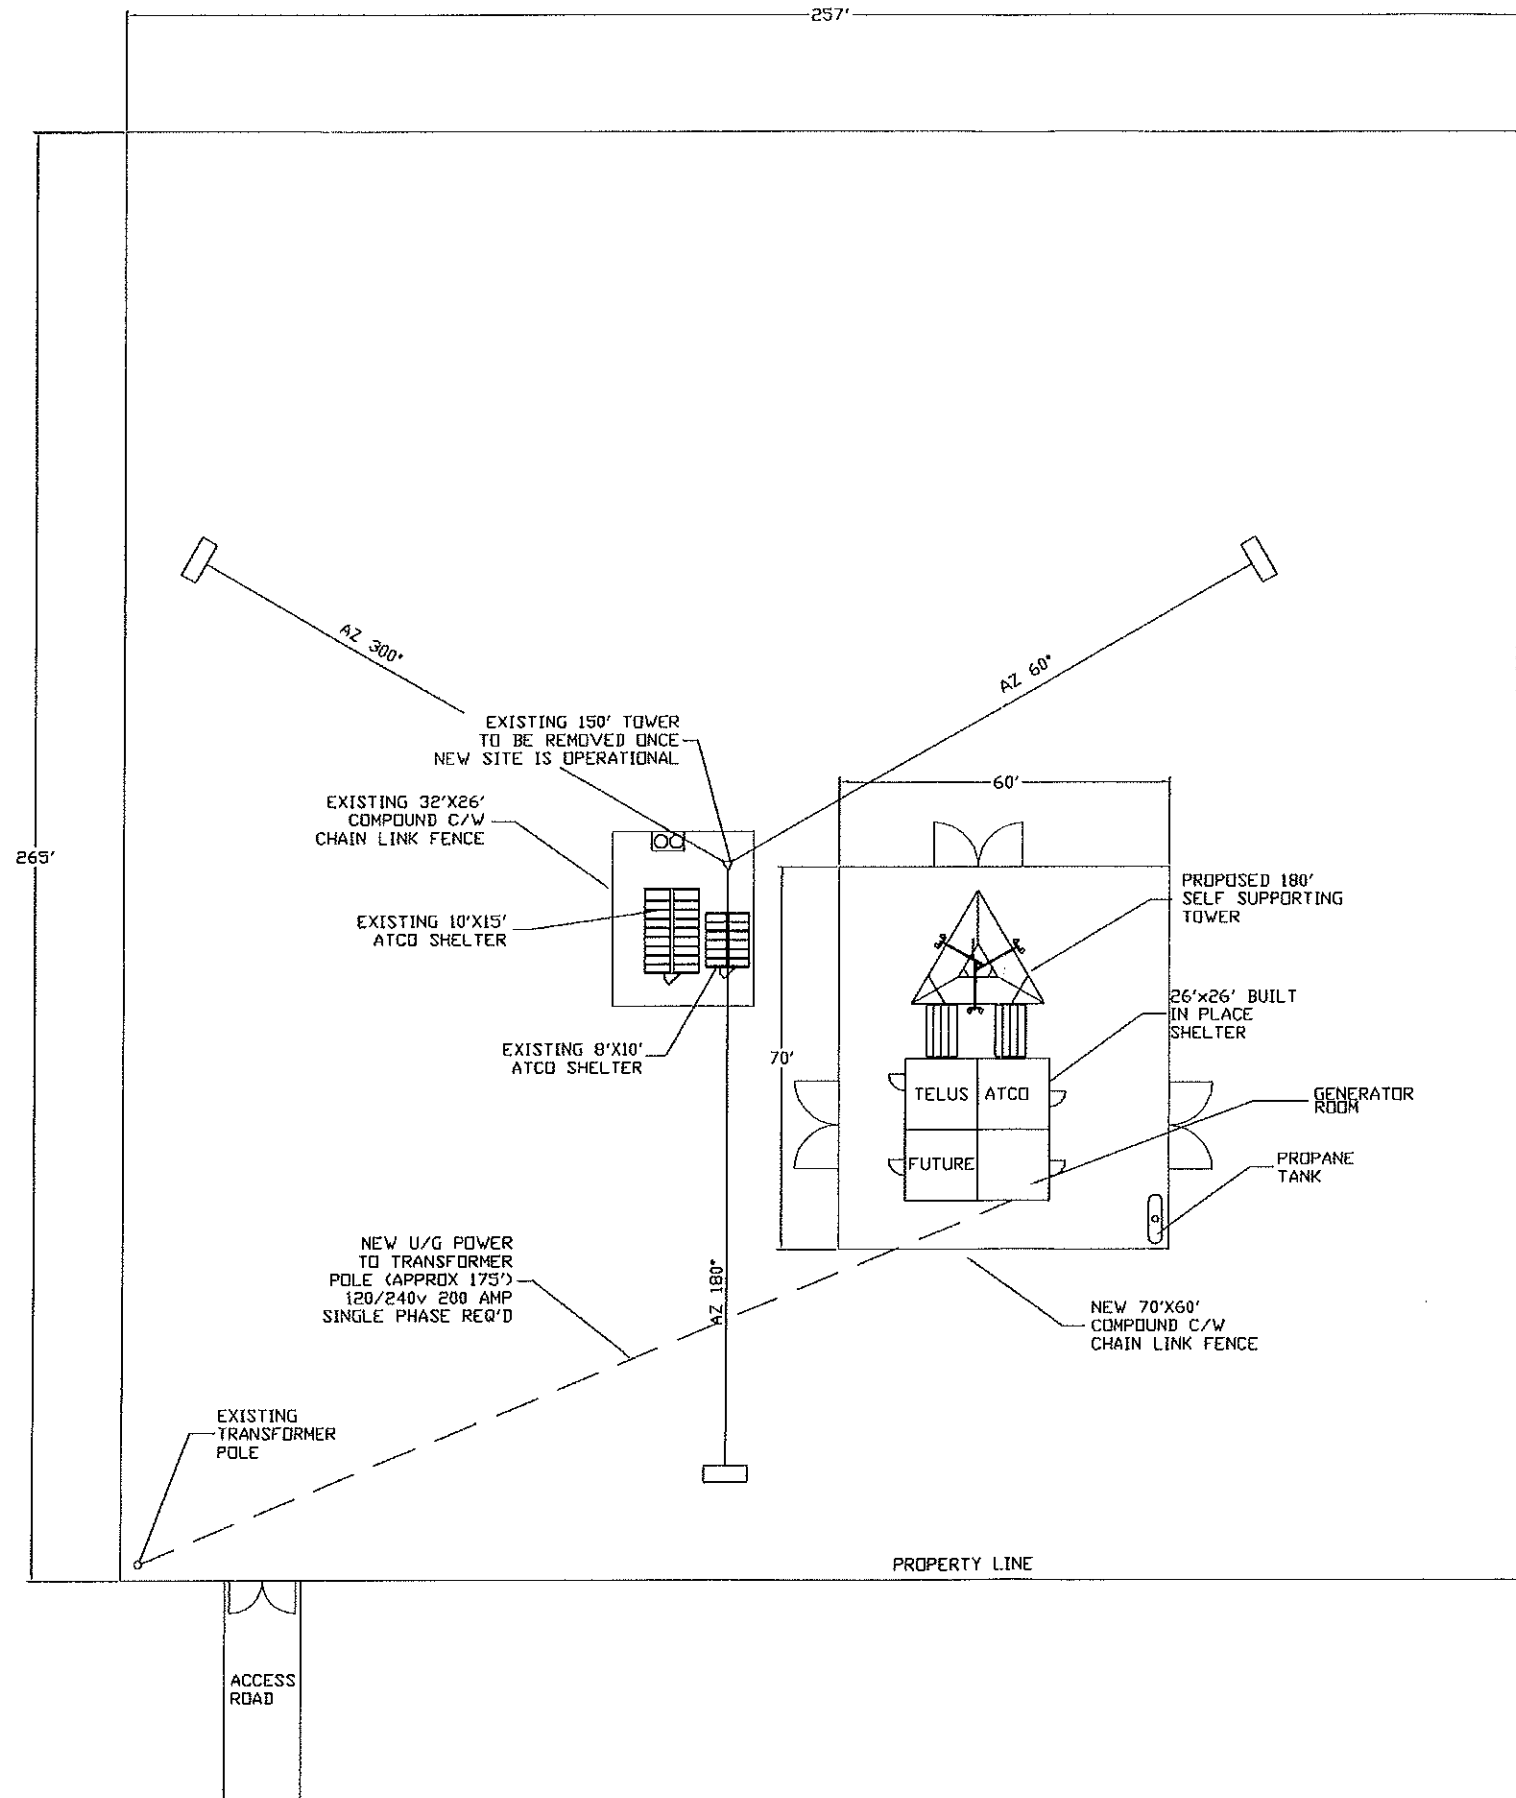 257'
AZ 300°
AZ 60°
EXISTING 150' TOWER
TO BE REMOVED ONCE
NEW SITE IS OPERATIONAL
60'
EXISTING 32'X26'
COMPOUND C/W
CHAIN LINK FENCE
265'
PROPOSED 180'
SELF SUPPORTING
TOWER
EXISTING 10'X15'
ATCO SHELTER
26'x26' BUILT
IN PLACE
SHELTER
EXISTING 8'X10'
ATCO SHELTER
70'
TELUS
ATCO
GENERATOR
ROOM
FUTURE
PROPANE
TANK
NEW U/G POWER
TO TRANSFORMER
POLE (APPROX 175')
120/240v 200 AMP
SINGLE PHASE REQ'D
AZ 180°
NEW 70'X60'
COMPOUND C/W
CHAIN LINK FENCE
EXISTING
TRANSFORMER
POLE
PROPERTY LINE
ACCESS
ROAD